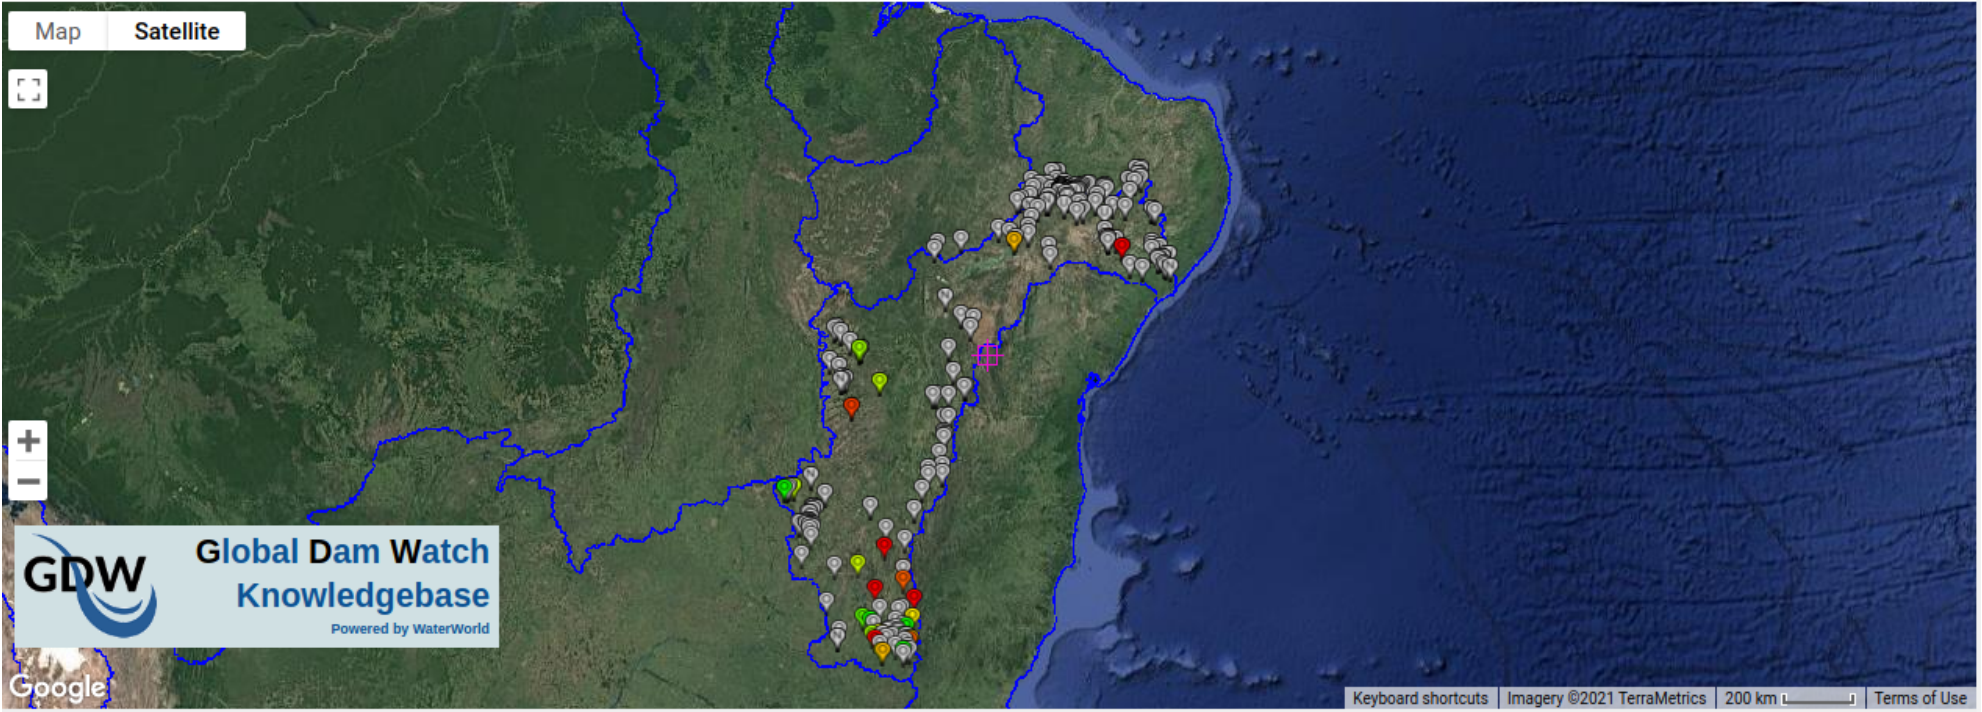 Map Satellite
GDW
Global Dam Watch
Knowledgebase
Powered by WaterWorld
Google
Keyboard shortcuts Imagery ©2021 TerraMetrics 200 km Terms of Use